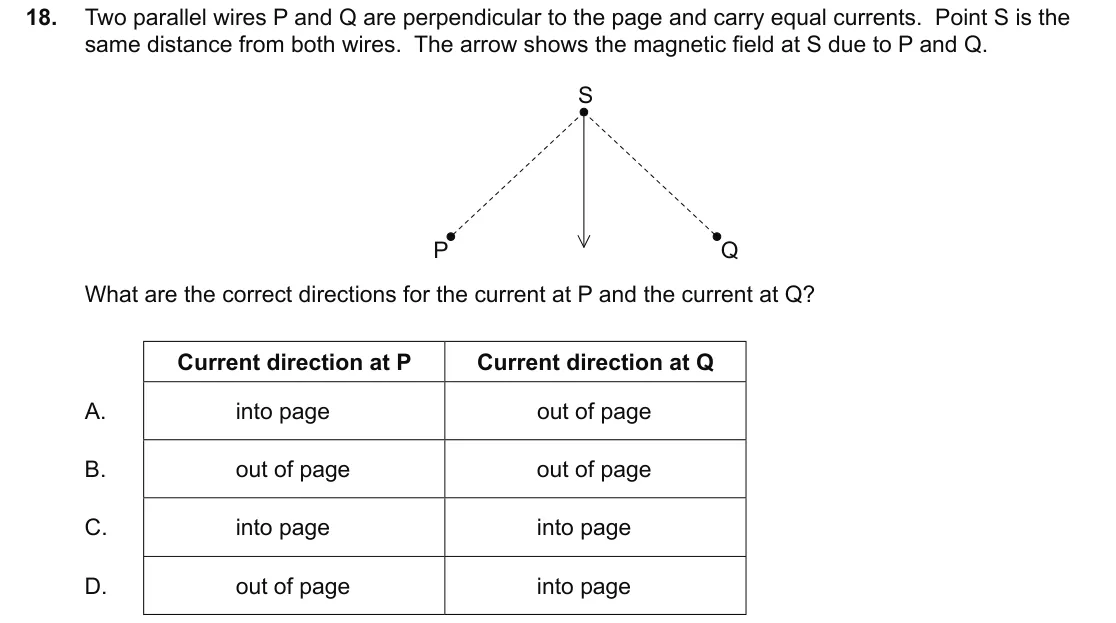 18. Two parallel wires P and Q are perpendicular to the page and carry equal currents. Point S is the
same distance from both wires. The arrow shows the magnetic field at S due to P and Q.
S
P
Q
What are the correct directions for the current at P and the current at Q?
Current direction at P Current direction at Q
A. into page out of page
B. out of page out of page
C. into page into page
D. out of page into page